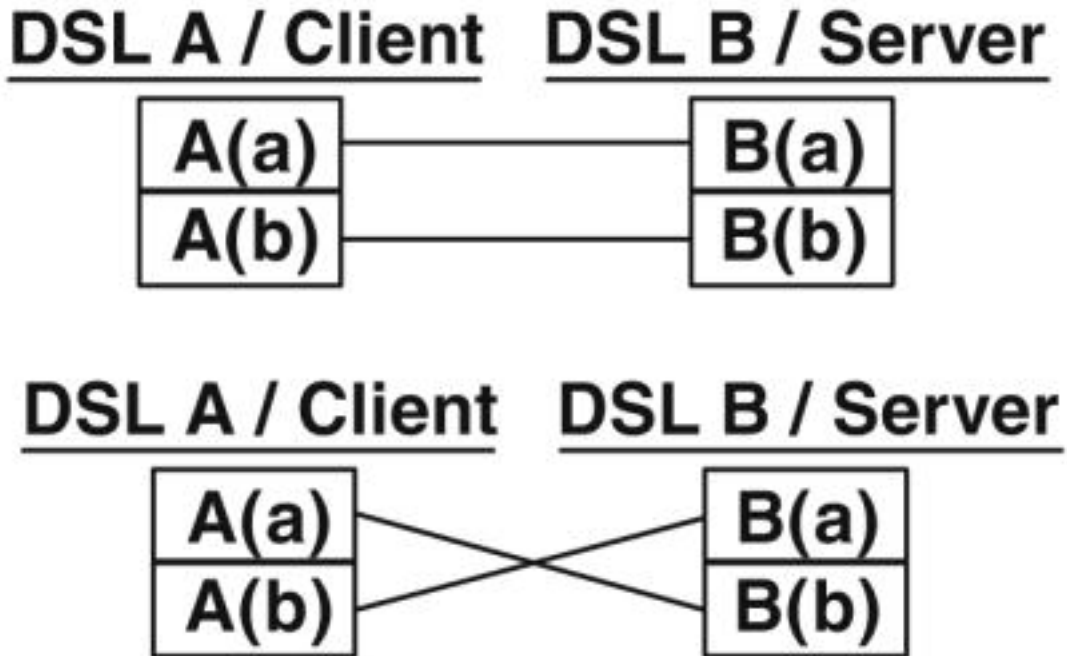 DSL A / Client DSL B / Server
A(a) B(a)
A(b) B(b)
DSL A / Client DSL B / Server
A(a) B(a)
A(b) B(b)